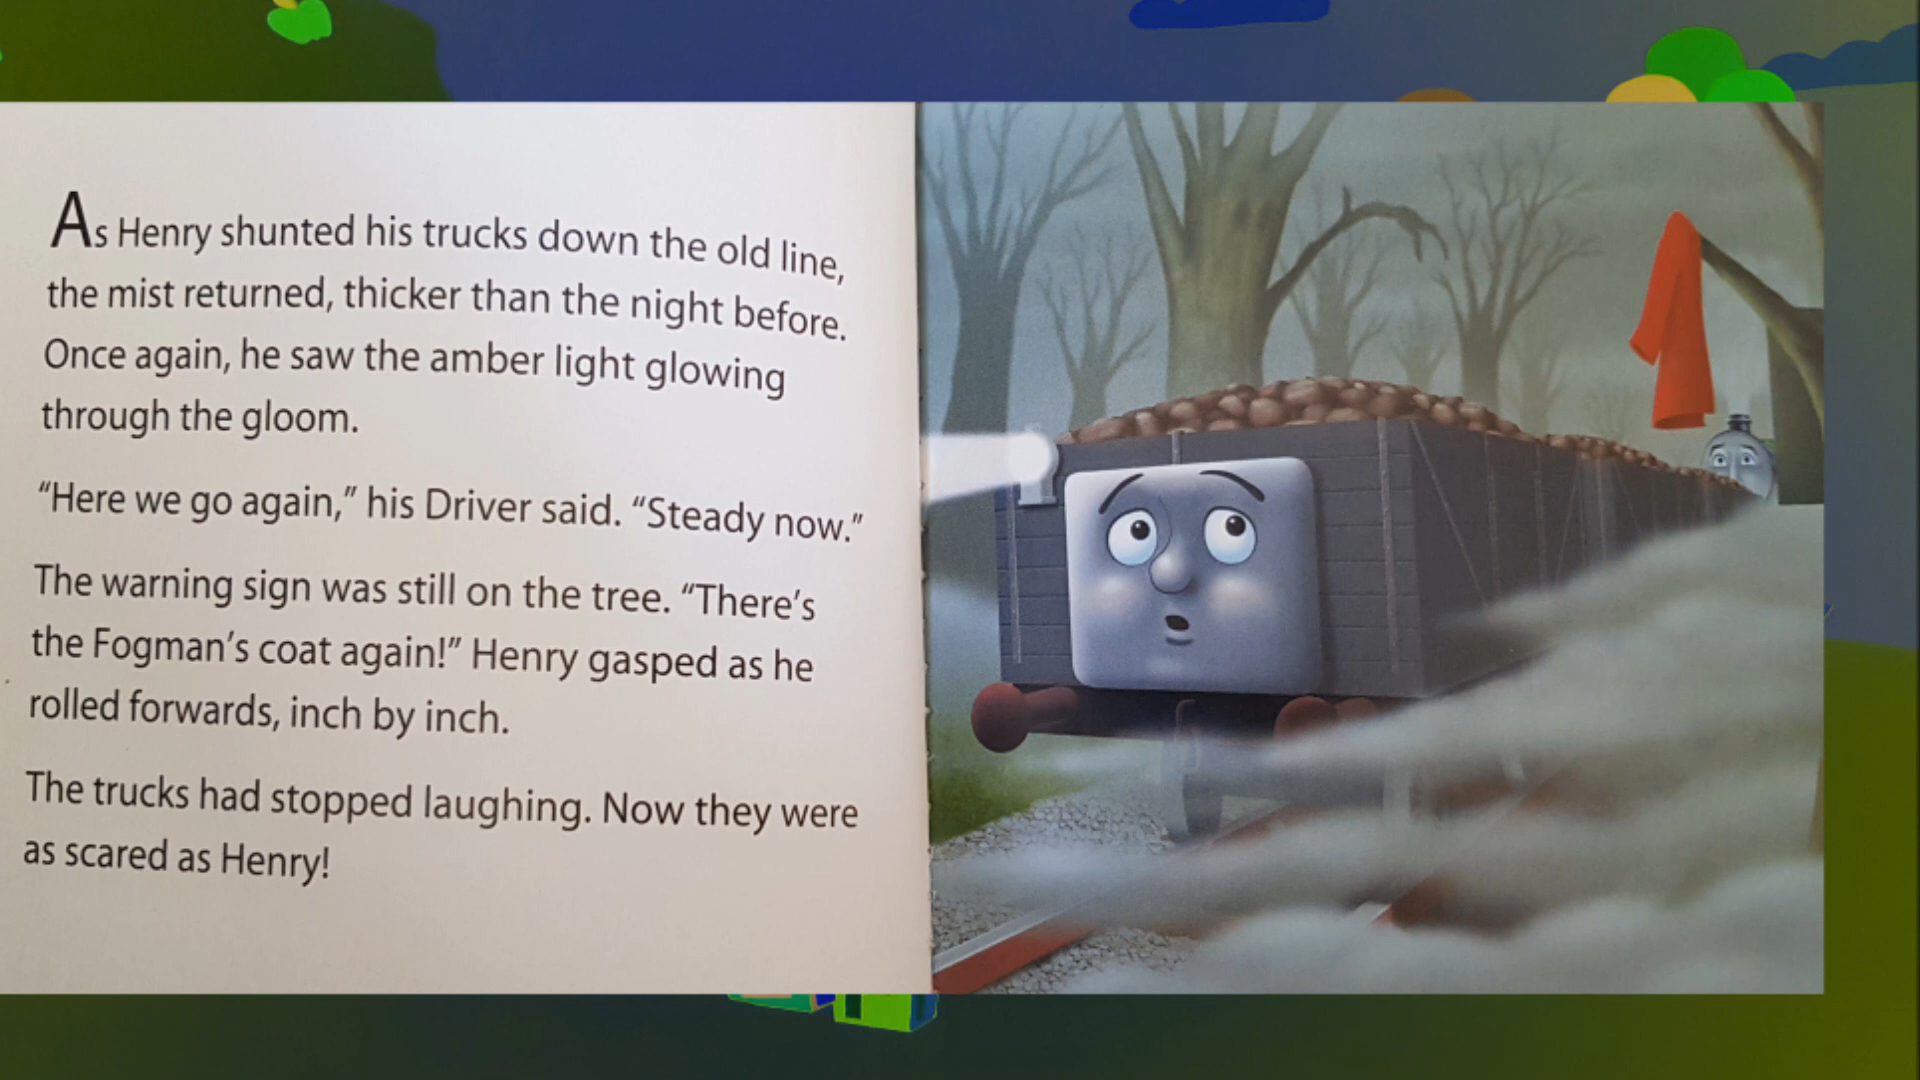 As Henry shunted his trucks down the old line,
the mist returned, thicker than the night before.
Once again, he saw the amber light glowing
through the gloom.
“Here we go again,” his Driver said. “Steady now.”
The warning sign was still on the tree. “There’s
the Fogman’s coat again!” Henry gasped as he
rolled forwards, inch by inch.
The trucks had stopped laughing. Now they were
as scared as Henry!